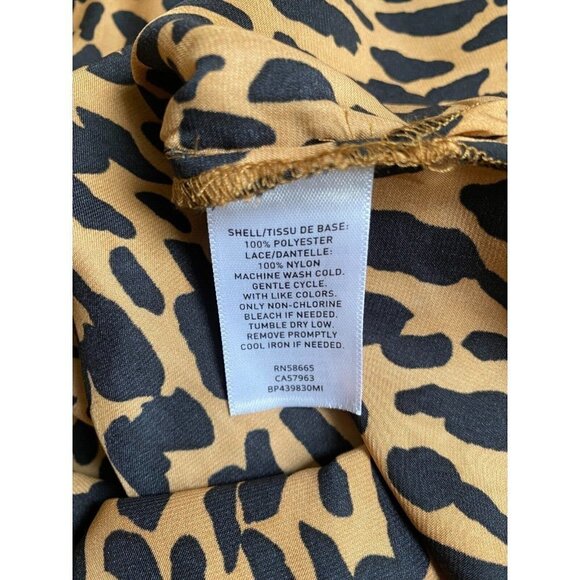 SHELL/TISSU DE BASE:
100% POLYESTER
LACE/DANTELLE:
100% NYLON
MACHINE WASH COLD.
GENTLE CYCLE.
WITH LIKE COLORS.
ONLY NON-CHLORINE
BLEACH IF NEEDED.
TUMBLE DRY LOW.
REMOVE PROMPTLY
COOL IRON IF NEEDED.
RN58665
CA57963
BP439830MI